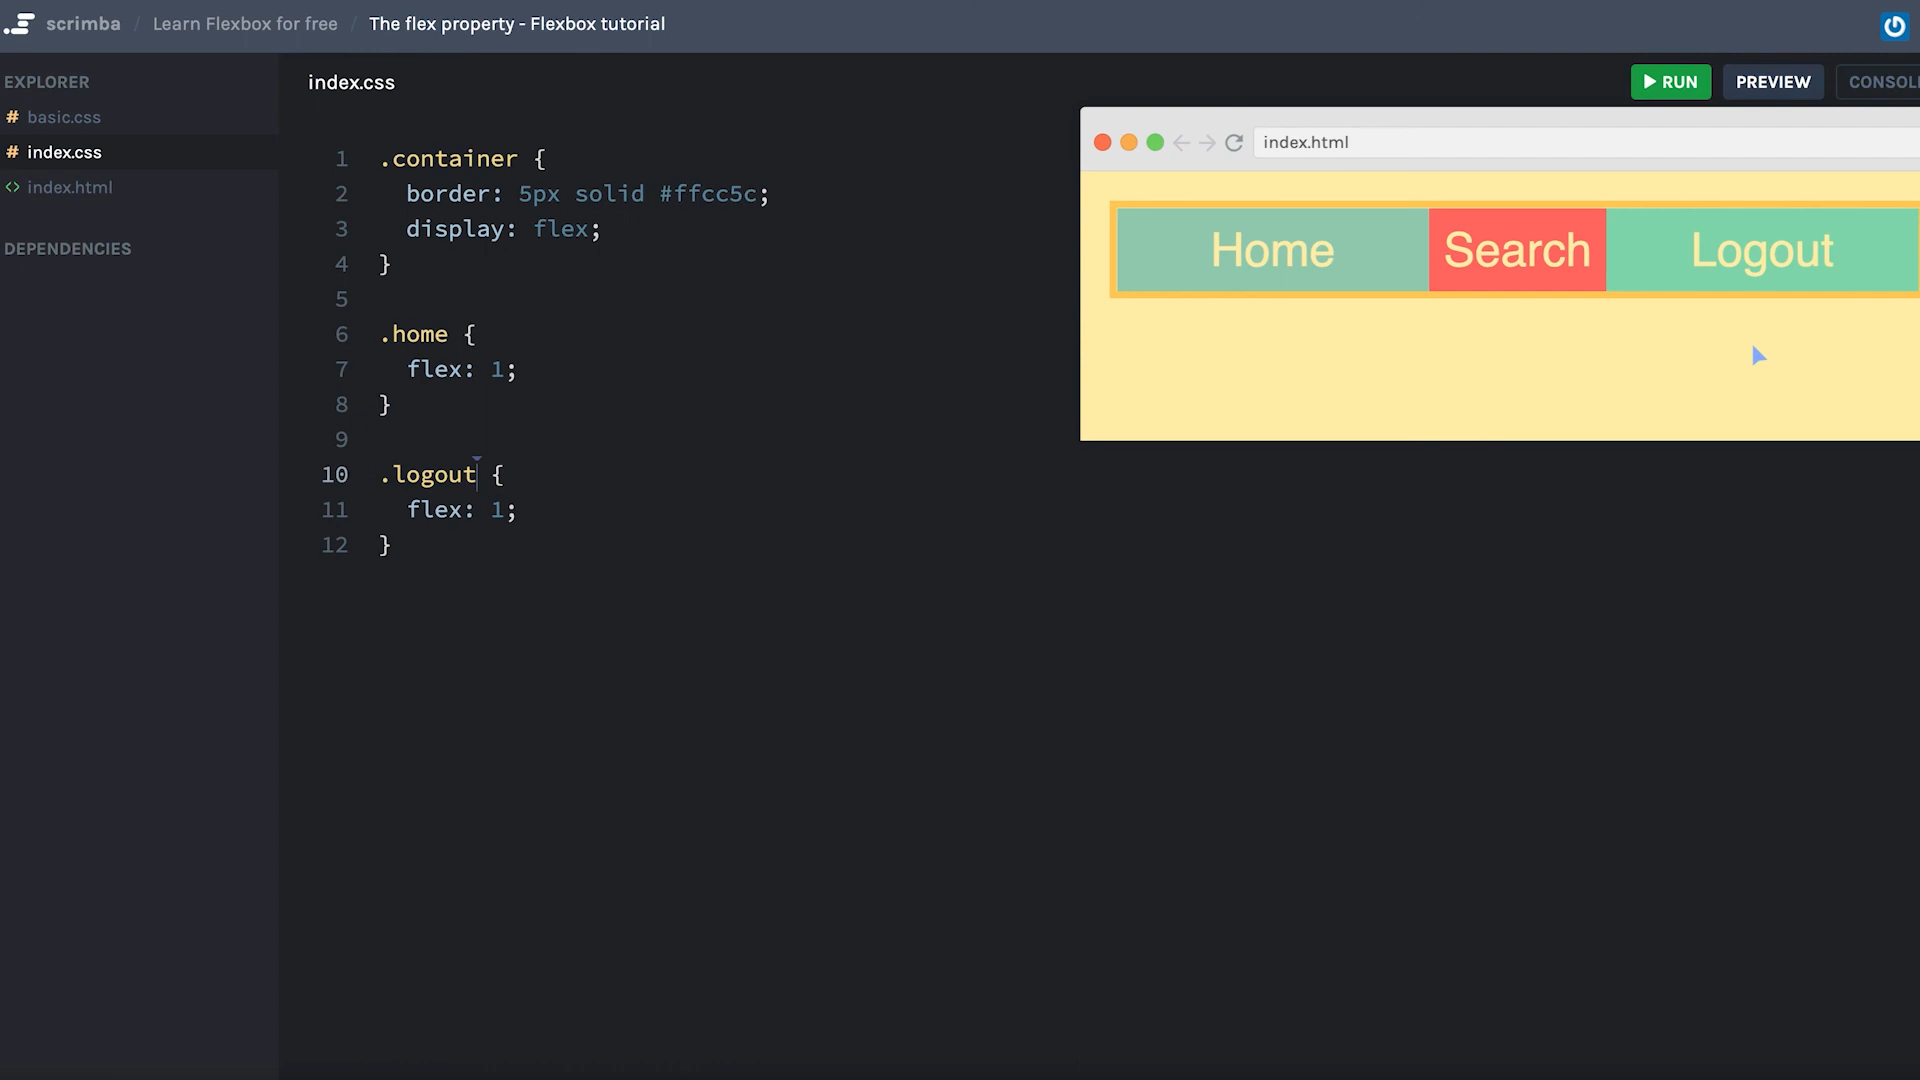 scrimba / Learn Flexbox for free / The flex property - Flexbox tutorial
EXPLORER
# basic.css
# index.css
<> index.html
DEPENDENCIES
index.css
RUN
PREVIEW
CONSOL
1 .container {
2 border: 5px solid #ffcc5c;
3 display: flex;
4 }
5
6 .home {
7 flex: 1;
8 }
9
10 .logout {
11 flex: 1;
12 }
index.html
Home
Search
Logout